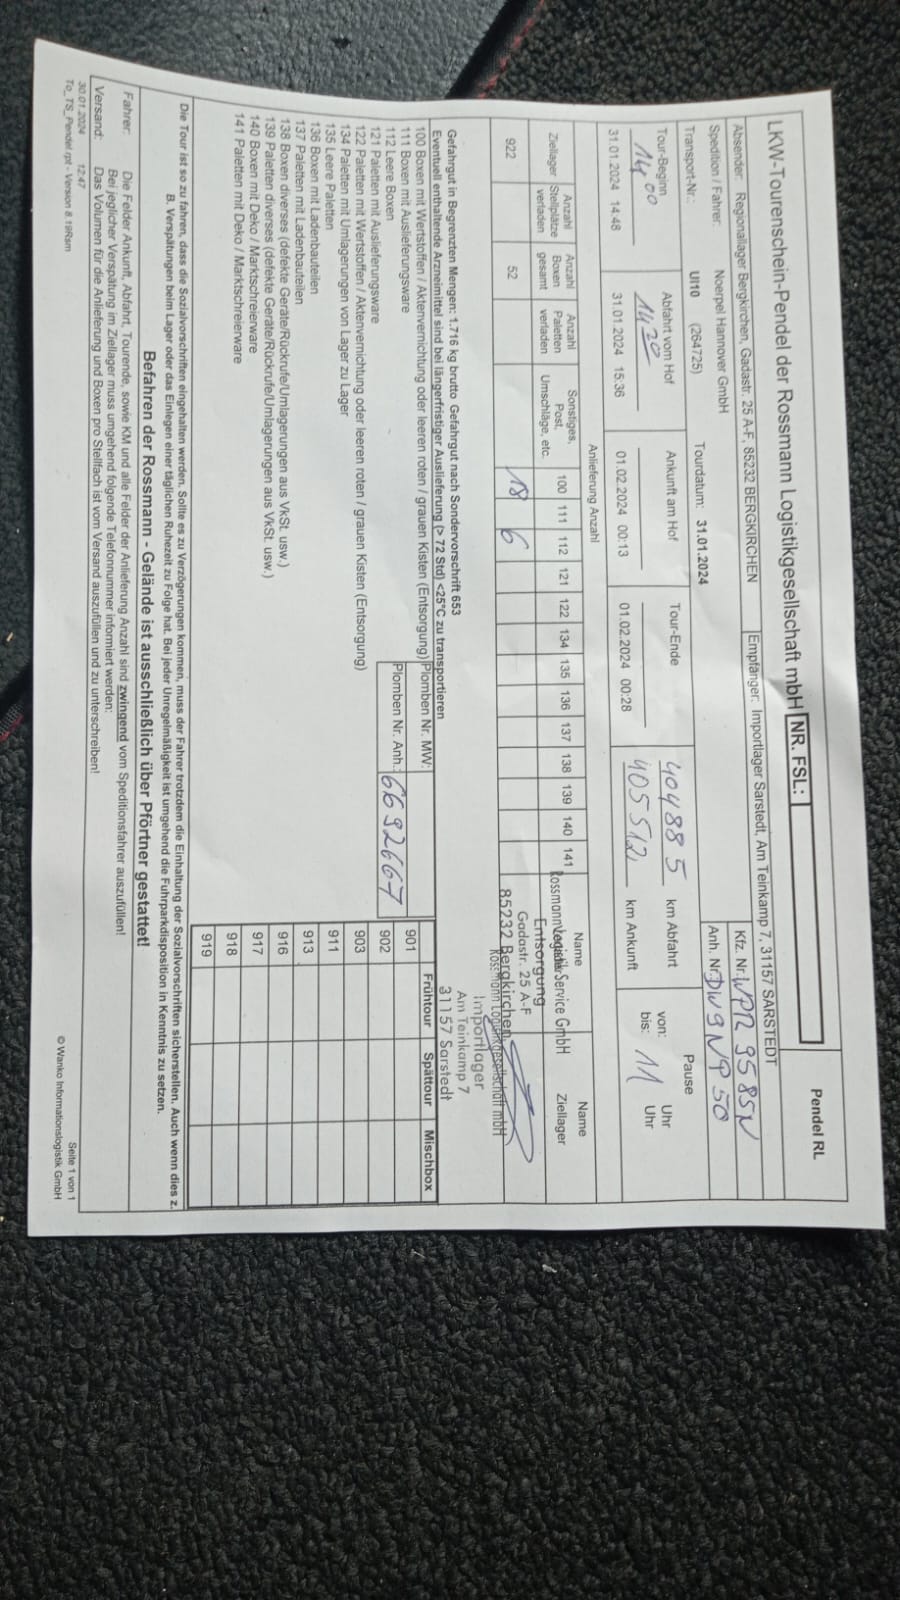 Pendel RL
LKW-Tourenschein-Pendel der Rossmann Logistikgesellschaft mbH NR. FSL:
Absender: Regionallager Bergkirchen, Gadastr. 25 A-F, 85232 BERGKIRCHEN Empfänger: Importlager Sarstedt, Am Teinkamp 7, 31157 SARSTEDT
Spedition / Fahrer: Noerpel Hannover GmbH Kfz. Nr.
Transport-Nr.: UI10 (264725) Tourdatum: 31.01.2024 Anh. Nr.
Tour-Beginn Abfahrt vom Hof Ankunft am Hof Tour-Ende 404885 km Abfahrt Pause
14 00 1420 405512 km Ankunft von: Uhr
31.01.2024 14:48 31.01.2024 15:36 01.02.2024 00:13 01.02.2024 00:28 bis: 11 Uhr
Anlieferung Anzahl
Ziellager Anzahl Stellplätze verladen Anzahl Boxen gesamt Anzahl Paletten verladen Sonstiges, Post, Umschläge, etc. 100 111 112 121 122 134 135 136 137 138 139 140 141 Name Versand Name Ziellager
922 52 18 6
Rossmann Logistik Service GmbH
Entsorgung
Gadastr. 25 A-F
85232 Bergkirchen
Rossmann Logistikgesellschaft mbH
Importlager
Am Teinkamp 7
31157 Sarstedt
Gefahrgut in Begrenzten Mengen: 1.716 kg brutto Gefahrgut nach Sondervorschrift 653
Eventuell enthaltende Arzneimittel sind bei längerfristiger Auslieferung (> 72 Std) <25°C zu transportieren
100 Boxen mit Wertstoffen / Aktenvernichtung oder leeren roten / grauen Kisten (Entsorgung)
111 Boxen mit Auslieferungsware
112 Leere Boxen
121 Paletten mit Auslieferungsware
122 Paletten mit Wertstoffen / Aktenvernichtung oder leeren roten / grauen Kisten (Entsorgung)
134 Paletten mit Umlagerungen von Lager zu Lager
135 Leere Paletten
136 Boxen mit Ladenbauteilen
137 Paletten mit Ladenbauteilen
138 Boxen diverses (defekte Geräte/Rückrufe/Umlagerungen aus VkSt. usw.)
139 Paletten diverses (defekte Geräte/Rückrufe/Umlagerungen aus VkSt. usw.)
140 Boxen mit Deko / Marktschreierware
141 Paletten mit Deko / Marktschreierware
Plomben Nr. MW:
Plomben Nr. Anh.: 6692667
Frühtour Spättour Mischbox
901
902
903
911
913
916
917
918
919
Die Tour ist so zu fahren, dass die Sozialvorschriften eingehalten werden. Sollte es zu Verzögerungen kommen, muss der Fahrer trotzdem die Einhaltung der Sozialvorschriften sicherstellen. Auch wenn dies z.
B. Verspätungen beim Lager oder das Einlegen einer täglichen Ruhezeit zu Folge hat. Bei jeder Unregelmäßigkeit ist umgehend die Fuhrparkdisposition in Kenntnis zu setzen.
Befahren der Rossmann - Gelände ist ausschließlich über Pförtner gestattet!
Fahrer: Die Felder Ankunft, Abfahrt, Tourende, sowie KM und alle Felder der Anlieferung Anzahl sind zwingend vom Speditionsfahrer auszufüllen!
Bei jeglicher Verspätung im Ziellager muss umgehend folgende Telefonnummer informiert werden:
Versand: Das Volumen für die Anlieferung und Boxen pro Stellfach ist vom Versand auszufüllen und zu unterschreiben!
30.01.2024 12:47 Seite 1 von 1
To_TS_Pendel.rpt - Version 8.19Rsm © Wanko Informationslogistik GmbH